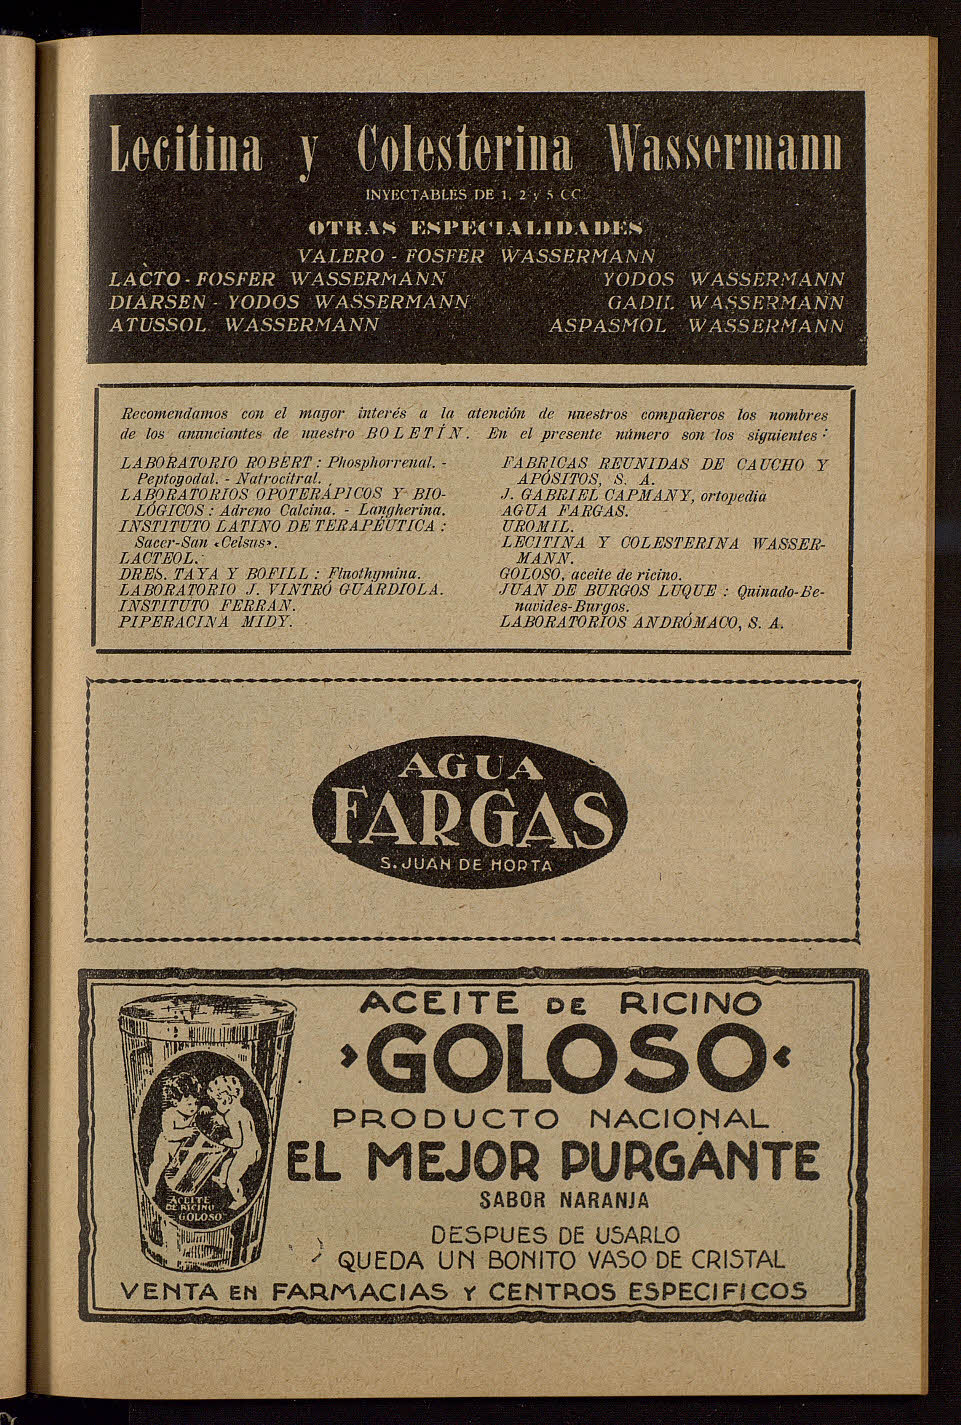 Lecitina y Colesterina Wassermann
INYECTABLES DE 1, 2 y 5 CC.
OTRAS ESPECIALIDADES
VALERO - FOSFER WASSERMANN
LACTO - FOSFER WASSERMANN YODOS WASSERMANN
DIARSEN - YODOS WASSERMANN GADIL WASSERMANN
ATUSSOL WASSERMANN ASPASMOL WASSERMANN
Recomendamos con el mayor interés a la atención de nuestros compañeros los nombres
de los anunciantes de nuestro BOLETÍN. En el presente número son los siguientes:
LABORATORIO ROBERT: Phosphorrenal. -
Peptoyodal. - Natrocitral.
LABORATORIOS OPOTERÁPICOS Y BIO-
LÓGICOS: Adreno Calcina. - Langherina.
INSTITUTO LATINO DE TERAPÉUTICA:
Sacer-San «Celsus».
LACTEOL.
DRES. TAYA Y BOFILL: Fluothymina.
LABORATORIO J. VINTRÓ GUARDIOLA.
INSTITUTO FERRAN.
PIPERACINA MIDY.
FABRICAS REUNIDAS DE CAUCHO Y
APÓSITOS, S. A.
J. GABRIEL CAPMANY, ortopedia
AGUA FARGAS.
UROMIL.
LECITINA Y COLESTERINA WASSER-
MANN.
GOLOSO, aceite de ricino.
JUAN DE BURGOS LUQUE: Quinado-Be-
navides-Burgos.
LABORATORIOS ANDRÓMACO, S. A.
AGUA
FARGAS
S. JUAN DE HORTA
ACEITE DE RICINO
»GOLOSO«
PRODUCTO NACIONAL
EL MEJOR PURGANTE
SABOR NARANJA
DESPUES DE USARLO
QUEDA UN BONITO VASO DE CRISTAL
VENTA EN FARMACIAS Y CENTROS ESPECIFICOS
ACEITE
DE RICINO
GOLOSO